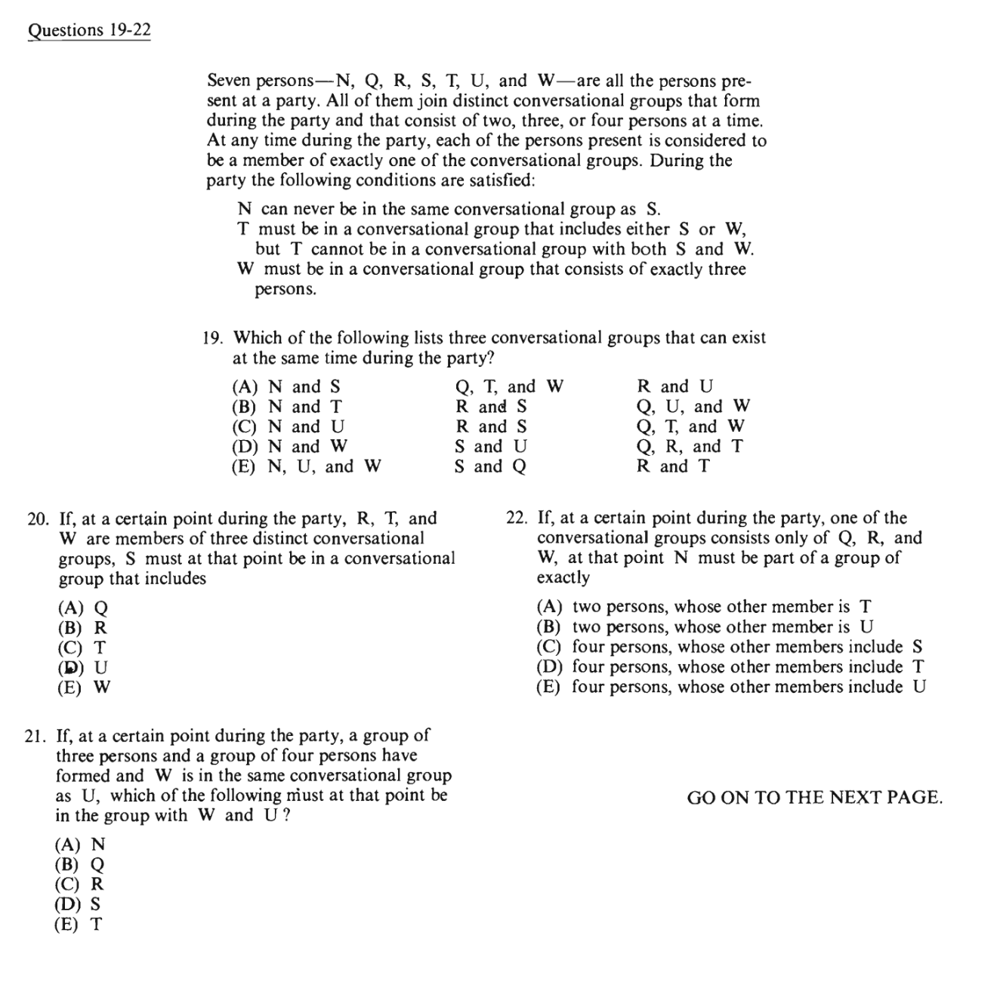 Questions 19-22
Seven persons—N, Q, R, S, T, U, and W—are all the persons pre-
sent at a party. All of them join distinct conversational groups that form
during the party and that consist of two, three, or four persons at a time.
At any time during the party, each of the persons present is considered to
be a member of exactly one of the conversational groups. During the
party the following conditions are satisfied:
N can never be in the same conversational group as S.
T must be in a conversational group that includes either S or W,
but T cannot be in a conversational group with both S and W.
W must be in a conversational group that consists of exactly three
persons.
19. Which of the following lists three conversational groups that can exist
at the same time during the party?
(A) N and S Q, T, and W R and U
(B) N and T R and S Q, U, and W
(C) N and U R and S Q, T, and W
(D) N and W S and U Q, R, and T
(E) N, U, and W S and Q R and T
20. If, at a certain point during the party, R, T, and
W are members of three distinct conversational
groups, S must at that point be in a conversational
group that includes
(A) Q
(B) R
(C) T
(D) U
(E) W
21. If, at a certain point during the party, a group of
three persons and a group of four persons have
formed and W is in the same conversational group
as U, which of the following must at that point be
in the group with W and U?
(A) N
(B) Q
(C) R
(D) S
(E) T
22. If, at a certain point during the party, one of the
conversational groups consists only of Q, R, and
W, at that point N must be part of a group of
exactly
(A) two persons, whose other member is T
(B) two persons, whose other member is U
(C) four persons, whose other members include S
(D) four persons, whose other members include T
(E) four persons, whose other members include U
GO ON TO THE NEXT PAGE.